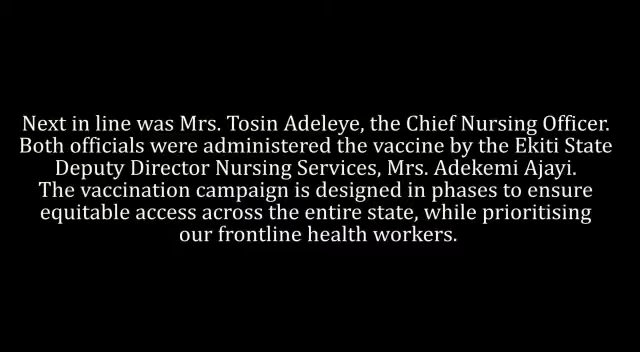 Next in line was Mrs. Tosin Adeleye, the Chief Nursing Officer.
Both officials were administered the vaccine by the Ekiti State
Deputy Director Nursing Services, Mrs. Adekemi Ajayi.
The vaccination campaign is designed in phases to ensure
equitable access across the entire state, while prioritising
our frontline health workers.